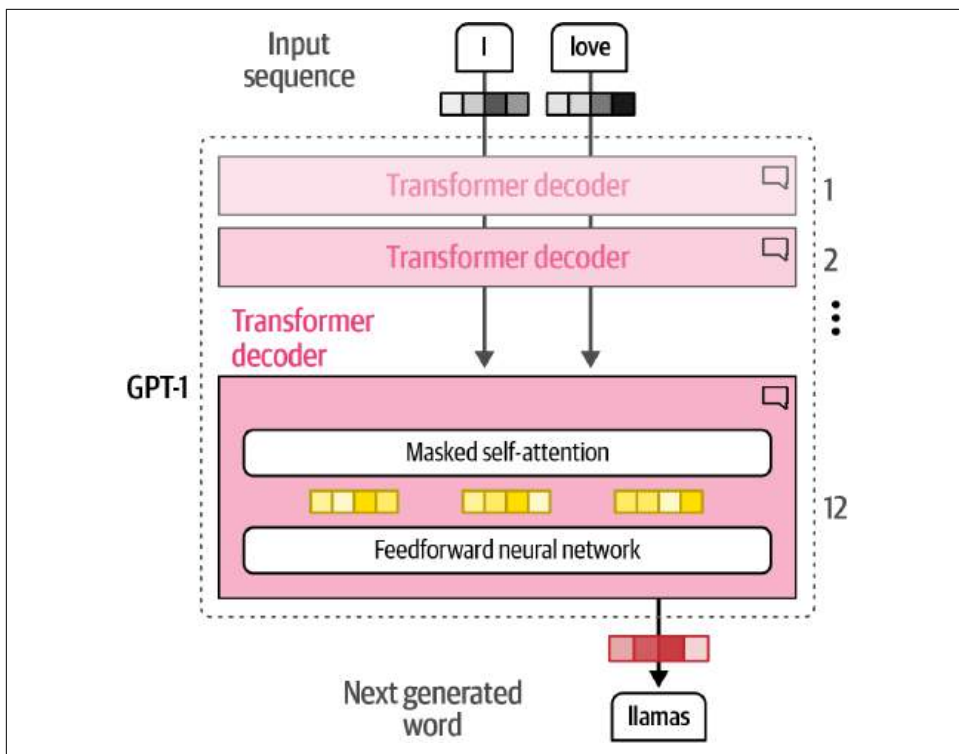 Input
sequence
I
love
Transformer decoder
1
Transformer decoder
2
Transformer
decoder
GPT-1
Masked self-attention
12
Feedforward neural network
Next generated
word
llamas